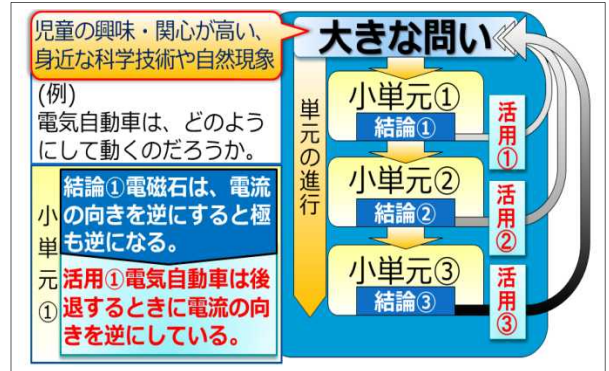 児童の興味・関心が高い、
身近な科学技術や自然現象
(例)
電気自動車は、どのよう
にして動くのだろうか。
小単元①
結論①電磁石は、電流
の向きを逆にすると極
も逆になる。
活用①電気自動車は後
退するときに電流の向
きを逆にしている。
大きな問い
単元の進行
小単元①
結論①
活用①
小単元②
結論②
活用②
小単元③
結論③
活用③